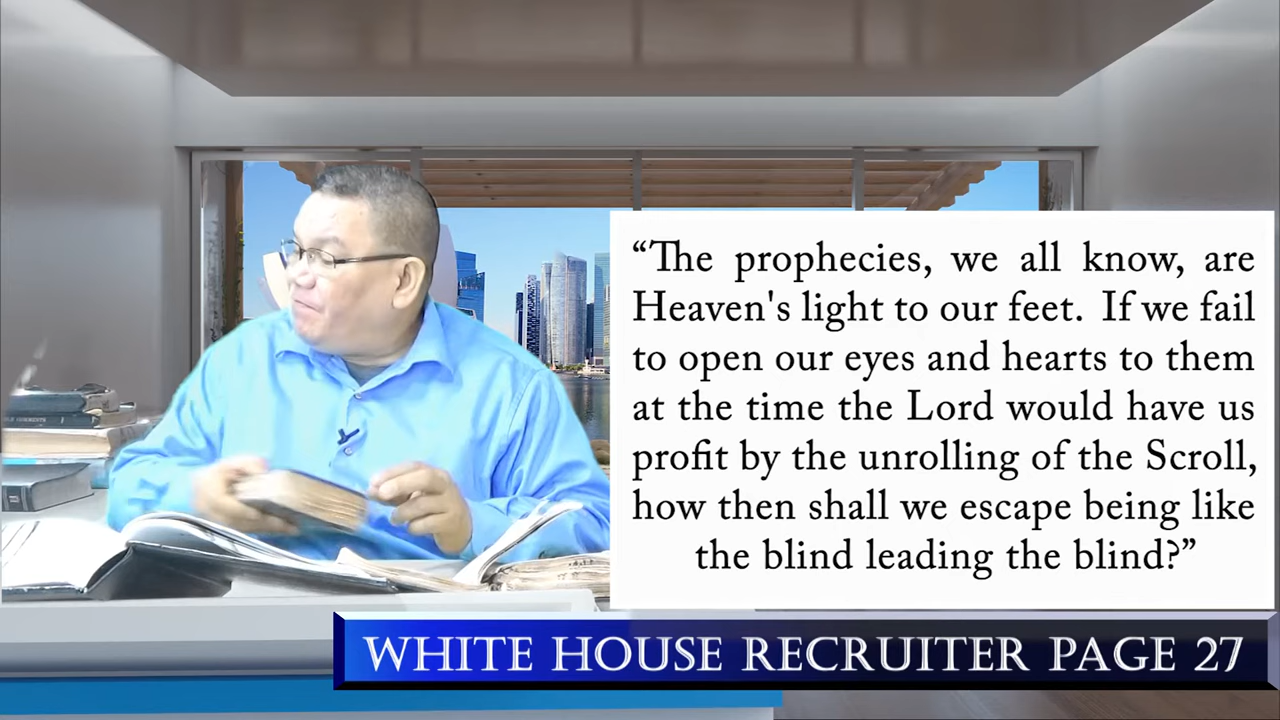 “The prophecies, we all know, are
Heaven's light to our feet. If we fail
to open our eyes and hearts to them
at the time the Lord would have us
profit by the unrolling of the Scroll,
how then shall we escape being like
the blind leading the blind?”
WHITE HOUSE RECRUITER PAGE 27